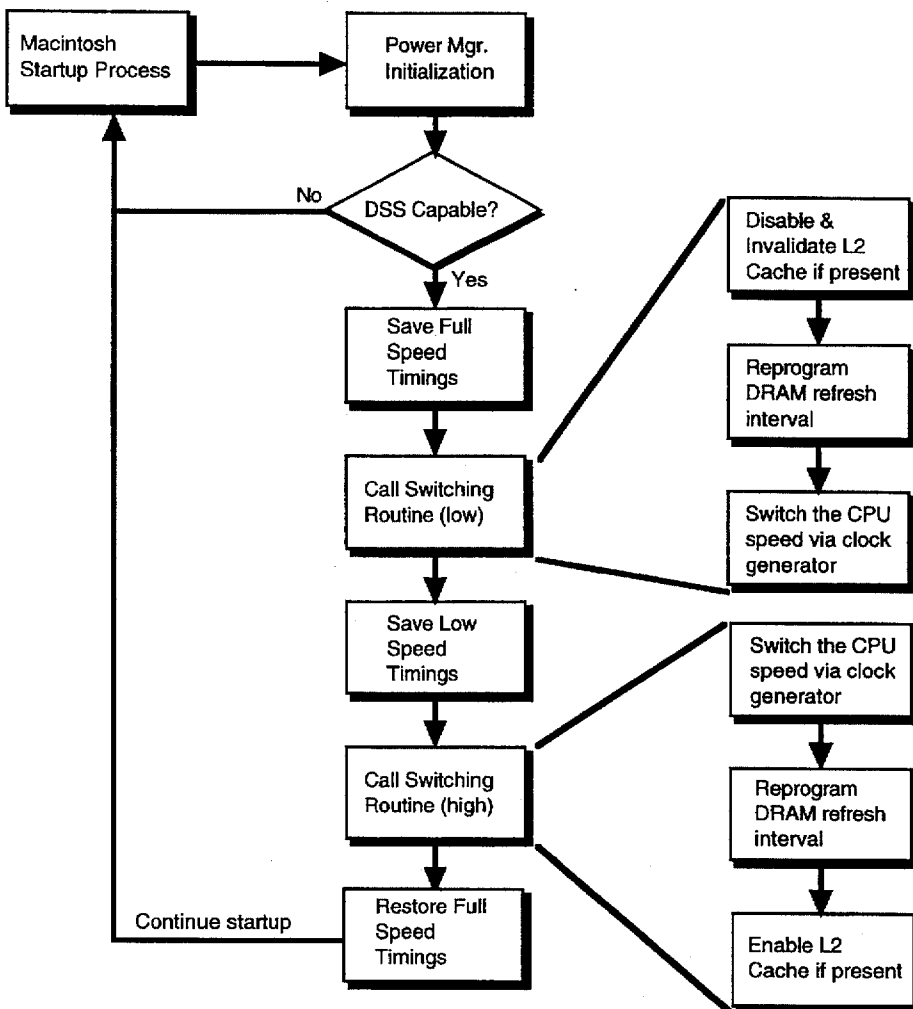 Macintosh
Startup Process
Power Mgr.
Initialization
No
DSS Capable?
Yes
Save Full
Speed
Timings
Call Switching
Routine (low)
Save Low
Speed
Timings
Call Switching
Routine (high)
Restore Full
Speed
Timings
Continue startup
Disable &
Invalidate L2
Cache if present
Reprogram
DRAM refresh
interval
Switch the CPU
speed via clock
generator
Switch the CPU
speed via clock
generator
Reprogram
DRAM refresh
interval
Enable L2
Cache if present